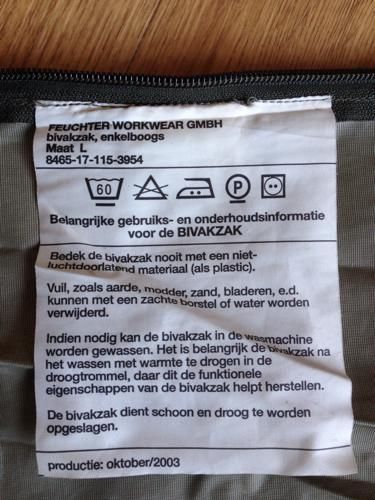 FEUCHTER WORKWEAR GMBH
bivakzak, enkelboogs
Maat L
8465-17-115-3954
60 P
Belangrijke gebruiks- en onderhoudsinformatie
voor de BIVAKZAK
Bedek de bivakzak nooit met een niet-
luchtdoorlatend materiaal (als plastic).
Vuil, zoals aarde, modder, zand, bladeren, e.d.
kunnen met een zachte borstel of water worden
verwijderd.
Indien nodig kan de bivakzak in de wasmachine
worden gewassen. Het is belangrijk de bivakzak na
het wassen met warmte te drogen in de
droogtrommel, daar dit de funktionele
eigenschappen van de bivakzak helpt herstellen.
De bivakzak dient schoon en droog te worden
opgeslagen.
productie: oktober/2003